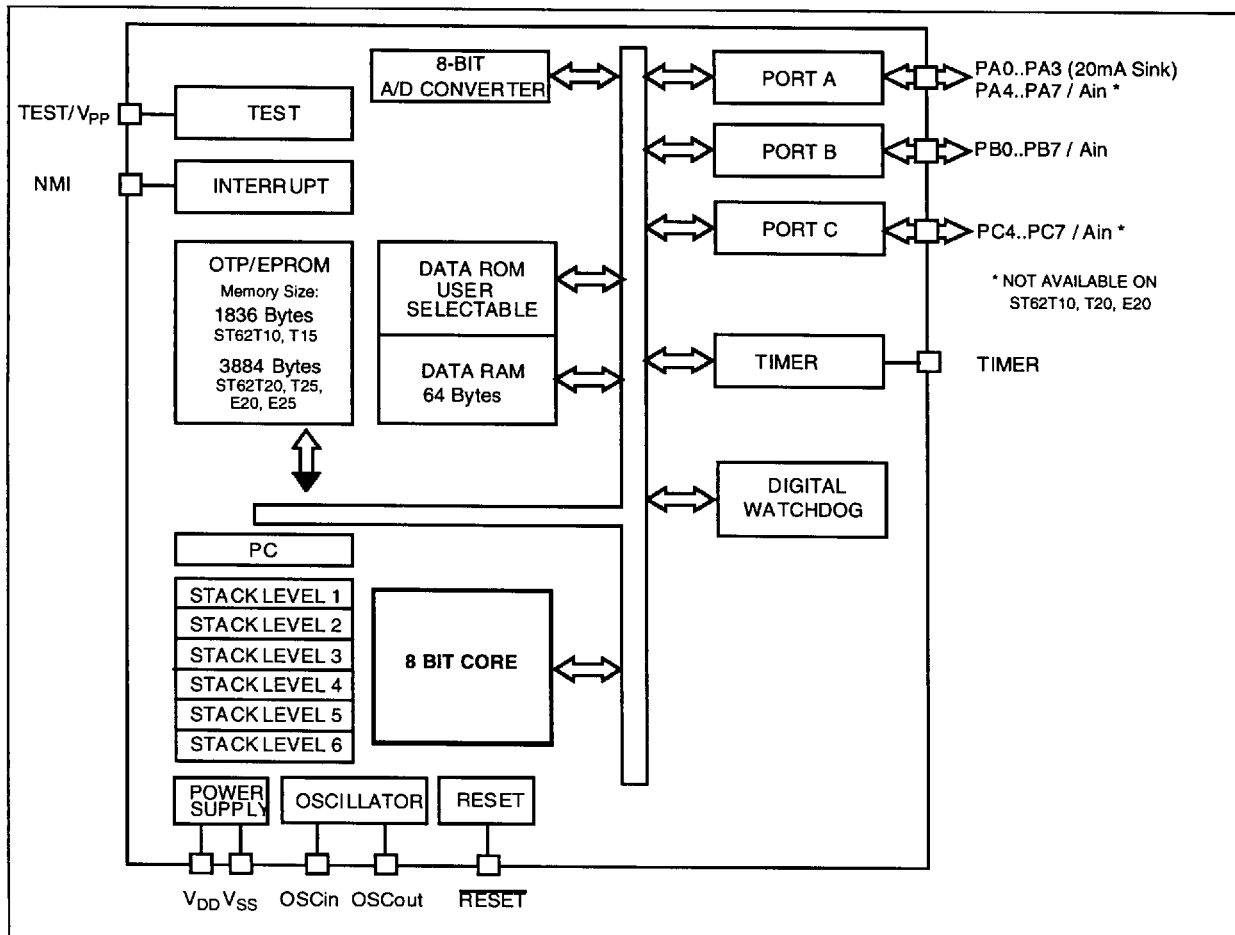 8-BIT
A/D CONVERTER
PORT A
PA0..PA3 (20mA Sink)
PA4..PA7 / Ain *
TEST/VPP
TEST
PORT B
PB0..PB7 / Ain
NMI
INTERRUPT
PORT C
PC4..PC7 / Ain *
* NOT AVAILABLE ON
ST62T10, T20, E20
OTP/EPROM
Memory Size:
1836 Bytes
ST62T10, T15
3884 Bytes
ST62T20, T25,
E20, E25
DATA ROM
USER
SELECTABLE
DATA RAM
64 Bytes
TIMER
TIMER
DIGITAL
WATCHDOG
PC
STACK LEVEL 1
STACK LEVEL 2
STACK LEVEL 3
STACK LEVEL 4
STACK LEVEL 5
STACK LEVEL 6
8 BIT CORE
POWER
SUPPLY
OSCILLATOR
RESET
VDD VSS
OSCin
OSCout
RESET